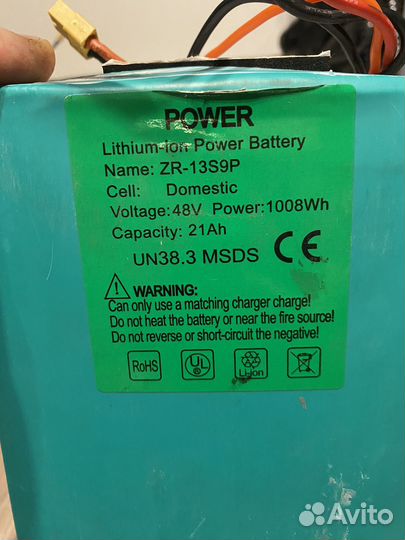 POWER
Lithium-ion Power Battery
Name: ZR-13S9P
Cell: Domestic
Voltage:48V Power:1008Wh
Capacity: 21Ah
UN38.3 MSDS CE
WARNING:
Can only use a matching charger charge!
Do not heat the battery or near the fire source!
Do not reverse or short-circuit the negative!
RoHS UL Li-ion
Avito